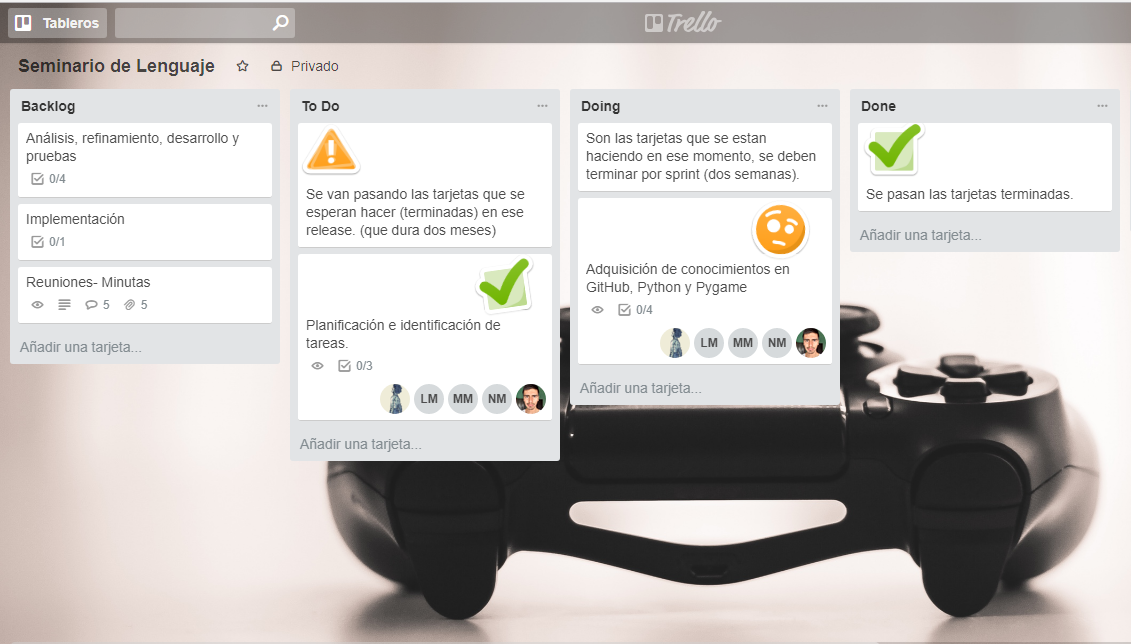 Tableros
Trello
Seminario de Lenguaje
Privado
Backlog
Análisis, refinamiento, desarrollo y
pruebas
0/4
Implementación
0/1
Reuniones- Minutas
5 5
Añadir una tarjeta...
To Do
Se van pasando las tarjetas que se
esperan hacer (terminadas) en ese
release. (que dura dos meses)
Planificación e identificación de
tareas.
0/3
LM MM NM
Añadir una tarjeta...
Doing
Son las tarjetas que se estan
haciendo en ese momento, se deben
terminar por sprint (dos semanas).
Adquisición de conocimientos en
GitHub, Python y Pygame
0/4
LM MM NM
Añadir una tarjeta...
Done
Se pasan las tarjetas terminadas.
Añadir una tarjeta...